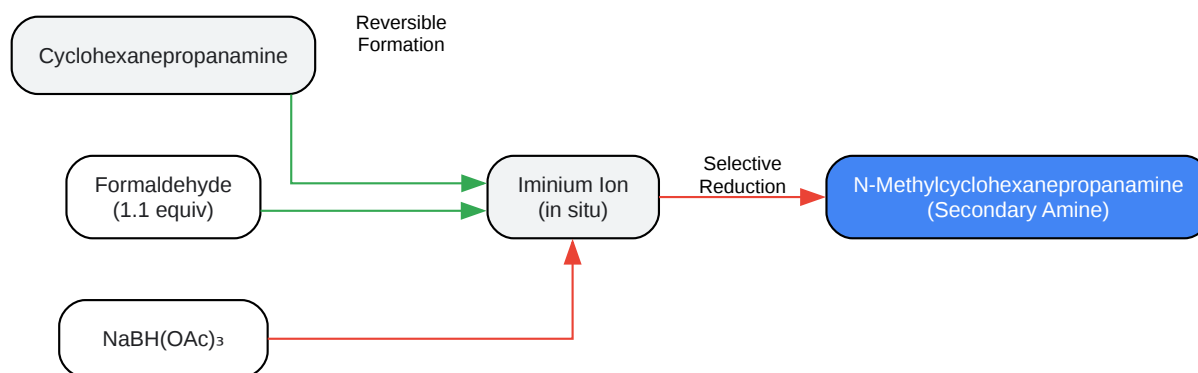 Reversible
Formation
Cyclohexanepropanamine
Formaldehyde
(1.1 equiv)
Iminium Ion
(in situ)
Selective
Reduction
N-Methylcyclohexanepropanamine
(Secondary Amine)
NaBH(OAc)₃